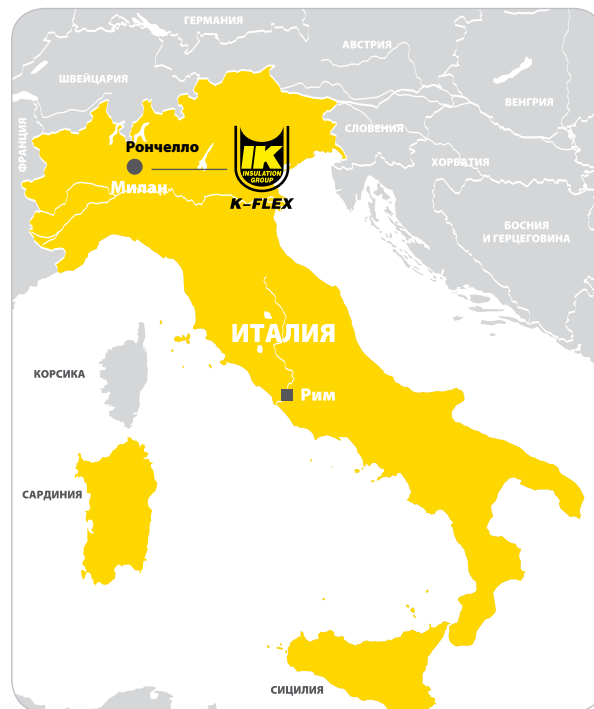 ГЕРМАНИЯ
АВСТРИЯ
ШВЕЙЦАРИЯ
ВЕНГРИЯ
ФРАНЦИЯ
СЛОВЕНИЯ
Рончелло
ХОРВАТИЯ
IK
INSULATION
GROUP
Милан
K–FLEX
БОСНИЯ
И ГЕРЦЕГОВИНА
ИТАЛИЯ
КОРСИКА
Рим
САРДИНИЯ
СИЦИЛИЯ